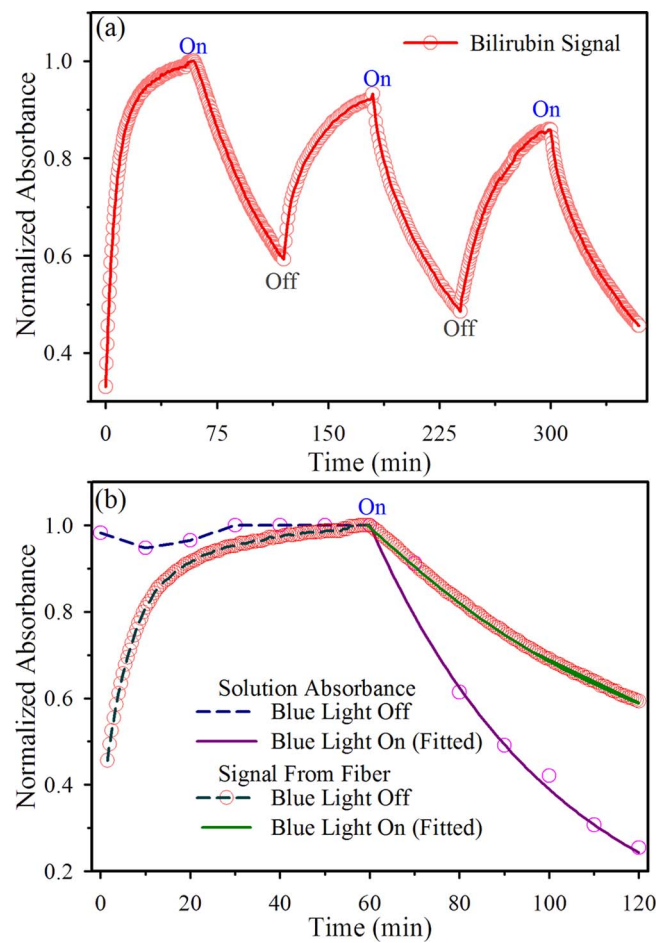 (a)
On
Bilirubin Signal
On
On
Off
Off
Normalized Absorbance
1.0
0.8
0.6
0.4
0
75
150
225
300
Time (min)
(b)
On
Solution Absorbance
Blue Light Off
Blue Light On (Fitted)
Signal From Fiber
Blue Light Off
Blue Light On (Fitted)
Normalized Absorbance
1.0
0.8
0.6
0.4
0.2
0
20
40
60
80
100
120
Time (min)